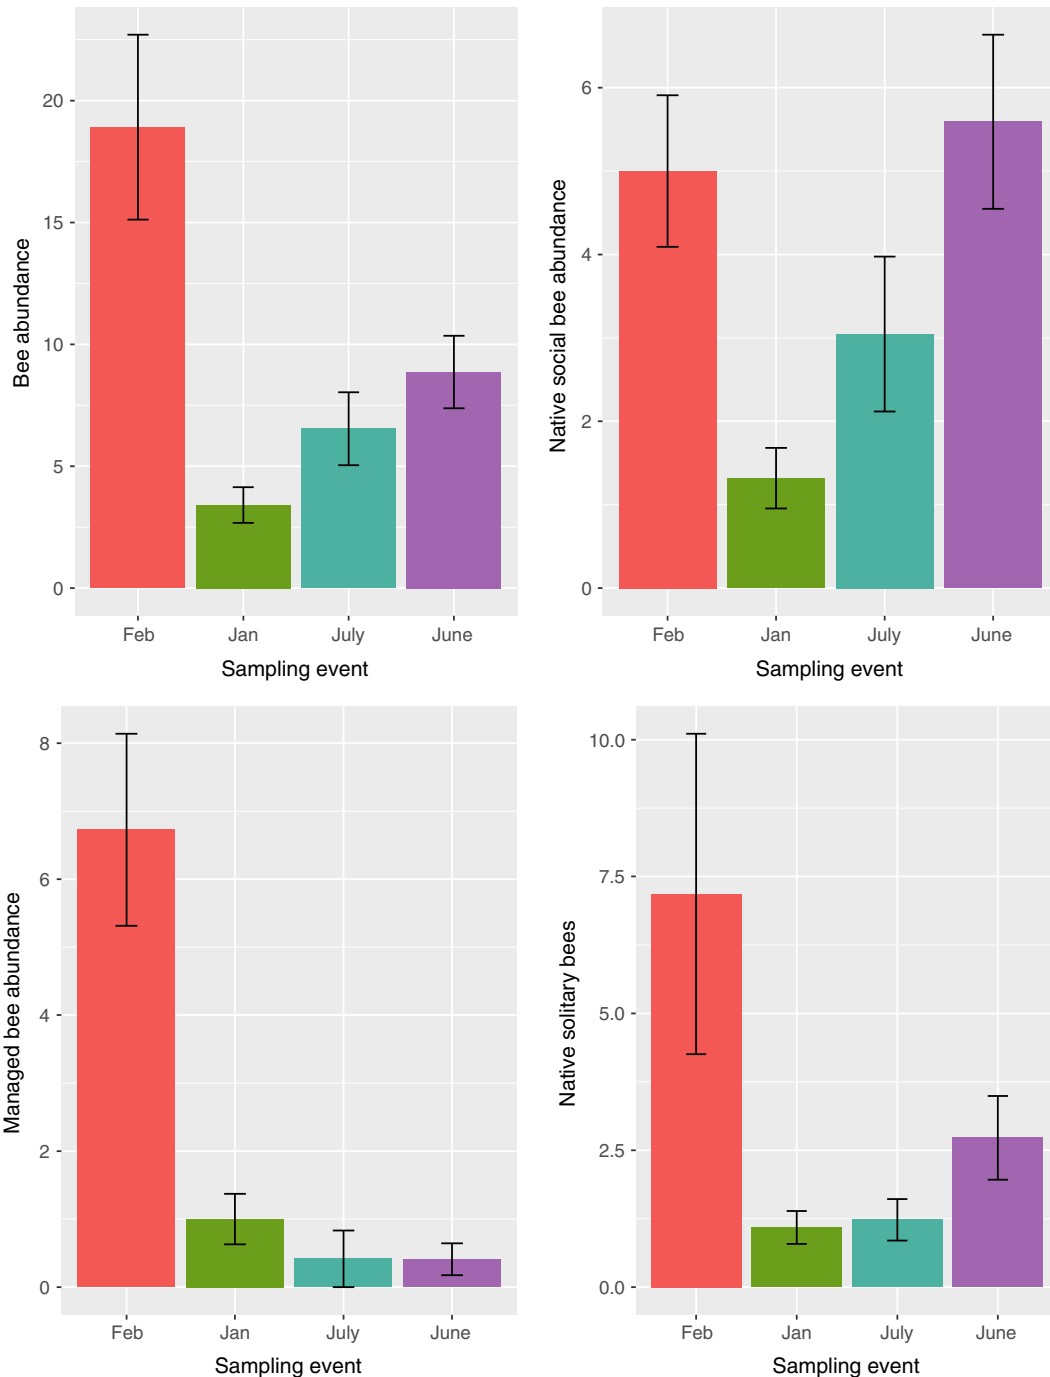 Bee abundance
20
15
10
5
0
Feb Jan July June
Sampling event
Native social bee abundance
6
4
2
0
Feb Jan July June
Sampling event
Managed bee abundance
8
6
4
2
0
Feb Jan July June
Sampling event
Native solitary bees
10.0
7.5
5.0
2.5
0.0
Feb Jan July June
Sampling event